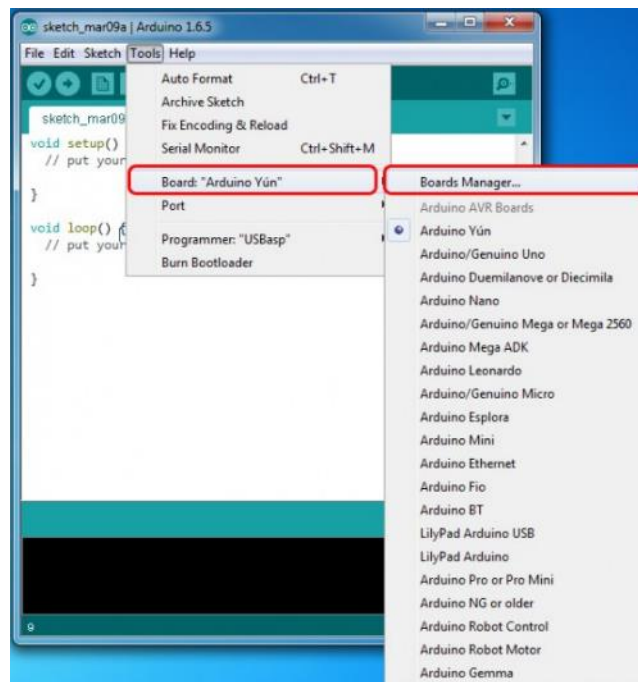 sketch_mar09a | Arduino 1.6.5
File Edit Sketch Tools Help
sketch_mar09
void setup()
// put your
}
void loop() {
// put your
}
Auto Format Ctrl+T
Archive Sketch
Fix Encoding & Reload
Serial Monitor Ctrl+Shift+M
Board: "Arduino Yún"
Port
Programmer: "USBasp"
Burn Bootloader
Boards Manager...
Arduino AVR Boards
Arduino Yún
Arduino/Genuino Uno
Arduino Duemilanove or Diecimila
Arduino Nano
Arduino/Genuino Mega or Mega 2560
Arduino Mega ADK
Arduino Leonardo
Arduino/Genuino Micro
Arduino Esplora
Arduino Mini
Arduino Ethernet
Arduino Fio
Arduino BT
LilyPad Arduino USB
LilyPad Arduino
Arduino Pro or Pro Mini
Arduino NG or older
Arduino Robot Control
Arduino Robot Motor
Arduino Gemma
9